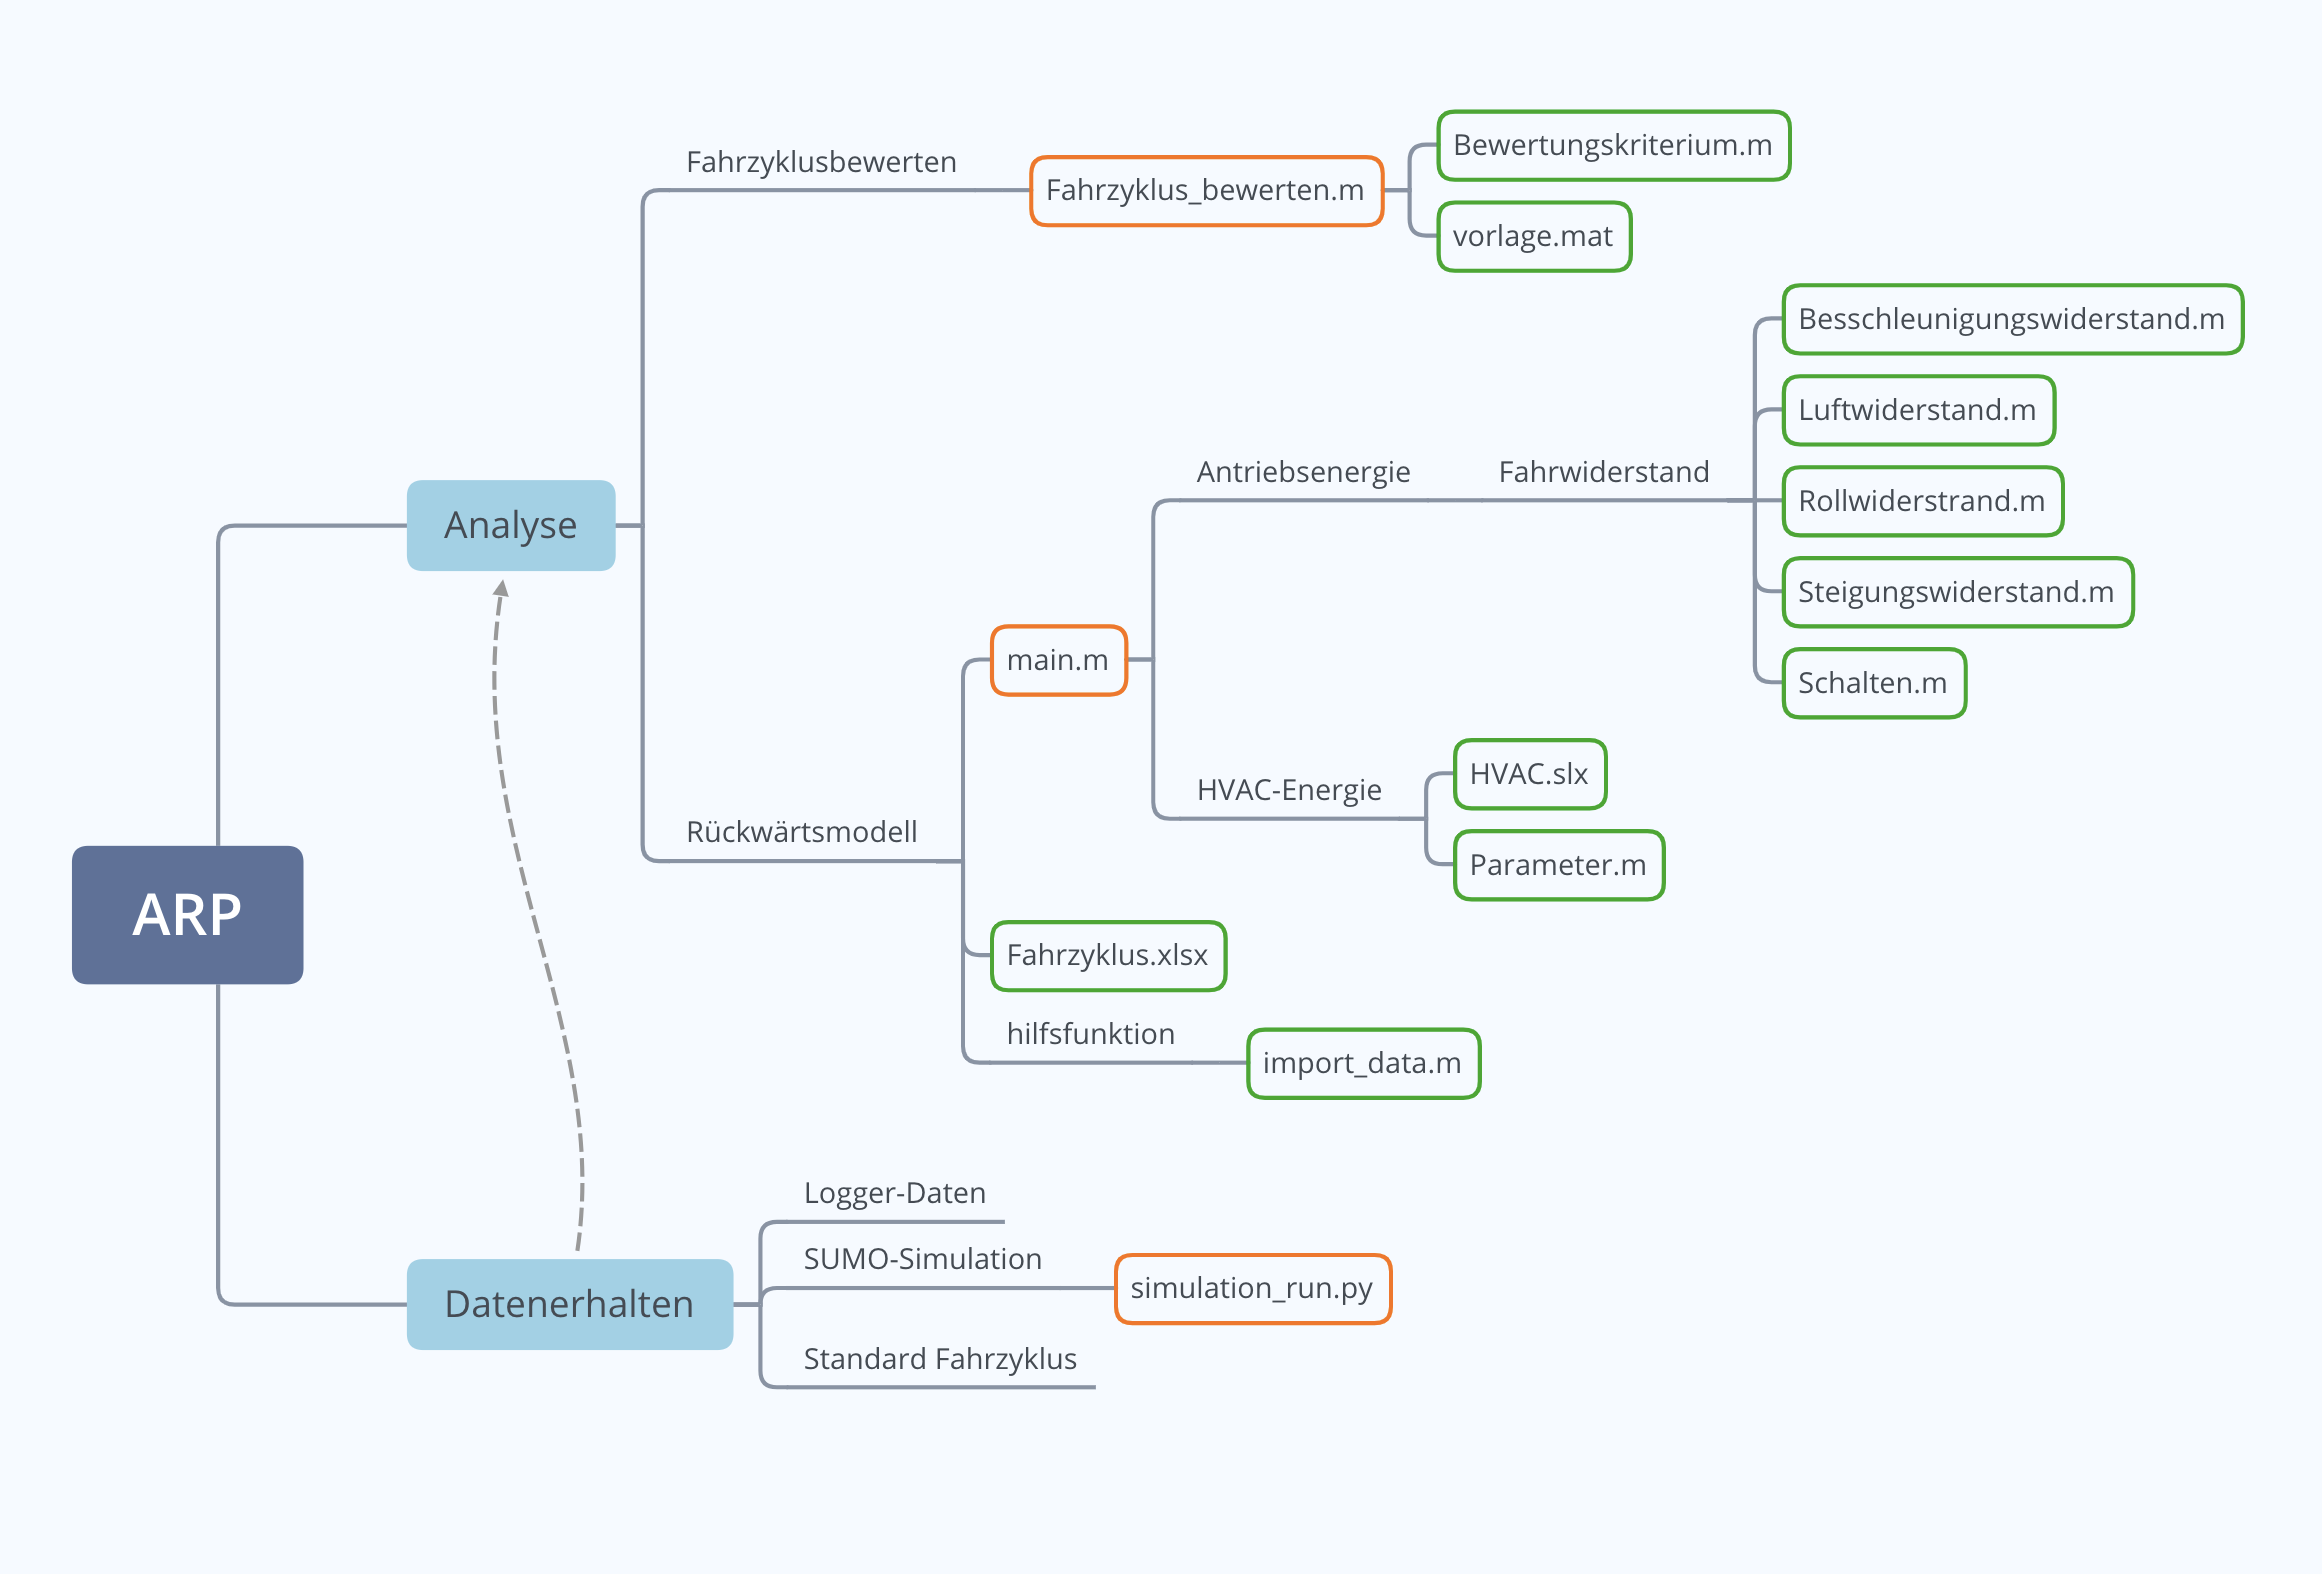 ARP
Analyse
Fahrzyklusbewerten
Fahrzyklus_bewerten.m
Bewertungskriterium.m
vorlage.mat
Rückwärtsmodell
main.m
Antriebsenergie
Fahrwiderstand
Besschleunigungswiderstand.m
Luftwiderstand.m
Rollwiderstrand.m
Steigungswiderstand.m
Schalten.m
HVAC-Energie
HVAC.slx
Parameter.m
Fahrzyklus.xlsx
hilfsfunktion
import_data.m
Datenerhalten
Logger-Daten
SUMO-Simulation
simulation_run.py
Standard Fahrzyklus